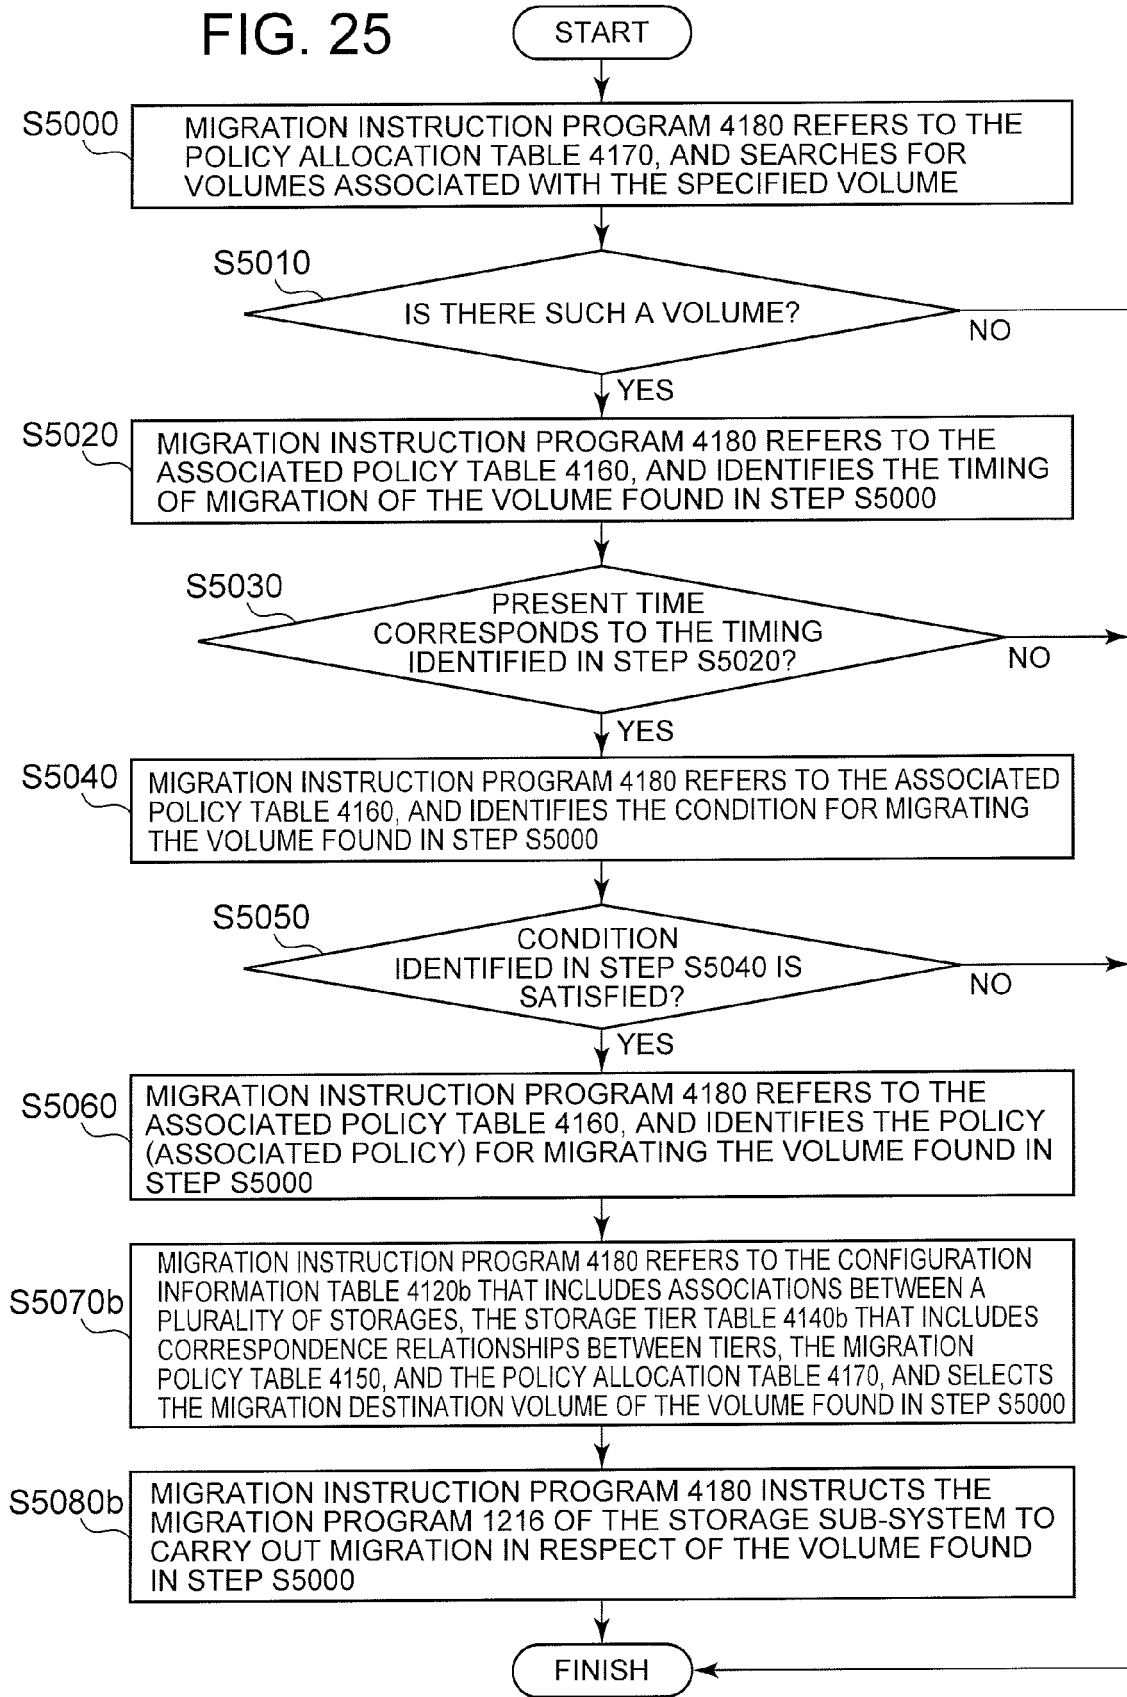 FIG. 25
START
S5000
MIGRATION INSTRUCTION PROGRAM 4180 REFERS TO THE
POLICY ALLOCATION TABLE 4170, AND SEARCHES FOR
VOLUMES ASSOCIATED WITH THE SPECIFIED VOLUME
S5010
IS THERE SUCH A VOLUME?
NO
YES
S5020
MIGRATION INSTRUCTION PROGRAM 4180 REFERS TO THE
ASSOCIATED POLICY TABLE 4160, AND IDENTIFIES THE TIMING
OF MIGRATION OF THE VOLUME FOUND IN STEP S5000
S5030
PRESENT TIME
CORRESPONDS TO THE TIMING
IDENTIFIED IN STEP S5020?
NO
YES
S5040
MIGRATION INSTRUCTION PROGRAM 4180 REFERS TO THE ASSOCIATED
POLICY TABLE 4160, AND IDENTIFIES THE CONDITION FOR MIGRATING
THE VOLUME FOUND IN STEP S5000
S5050
CONDITION
IDENTIFIED IN STEP S5040 IS
SATISFIED?
NO
YES
S5060
MIGRATION INSTRUCTION PROGRAM 4180 REFERS TO THE
ASSOCIATED POLICY TABLE 4160, AND IDENTIFIES THE POLICY
(ASSOCIATED POLICY) FOR MIGRATING THE VOLUME FOUND IN
STEP S5000
S5070b
MIGRATION INSTRUCTION PROGRAM 4180 REFERS TO THE CONFIGURATION
INFORMATION TABLE 4120b THAT INCLUDES ASSOCIATIONS BETWEEN A
PLURALITY OF STORAGES, THE STORAGE TIER TABLE 4140b THAT INCLUDES
CORRESPONDENCE RELATIONSHIPS BETWEEN TIERS, THE MIGRATION
POLICY TABLE 4150, AND THE POLICY ALLOCATION TABLE 4170, AND SELECTS
THE MIGRATION DESTINATION VOLUME OF THE VOLUME FOUND IN STEP S5000
S5080b
MIGRATION INSTRUCTION PROGRAM 4180 INSTRUCTS THE
MIGRATION PROGRAM 1216 OF THE STORAGE SUB-SYSTEM TO
CARRY OUT MIGRATION IN RESPECT OF THE VOLUME FOUND
IN STEP S5000
FINISH